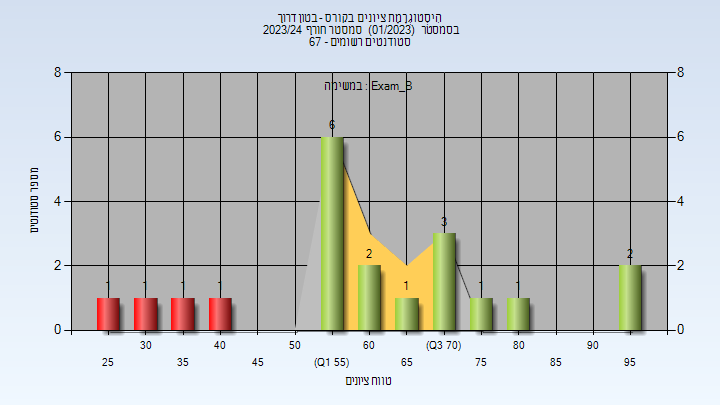 היסטוגרמת ציונים בקורס - בטון דרוך
בסמסטר (01/2023) סמסטר חורף 2023/24
סטודנטים רשומים - 67
במשימה : Exam_B
מספר סטודנטים
8 8
6 6
4 4
2 2
0 0
6
2
1
3
1
1
2
1
1
1
1
30 40 50 60 (Q3 70) 80 90
25 35 45 (Q1 55) 65 75 85 95
טווח ציונים